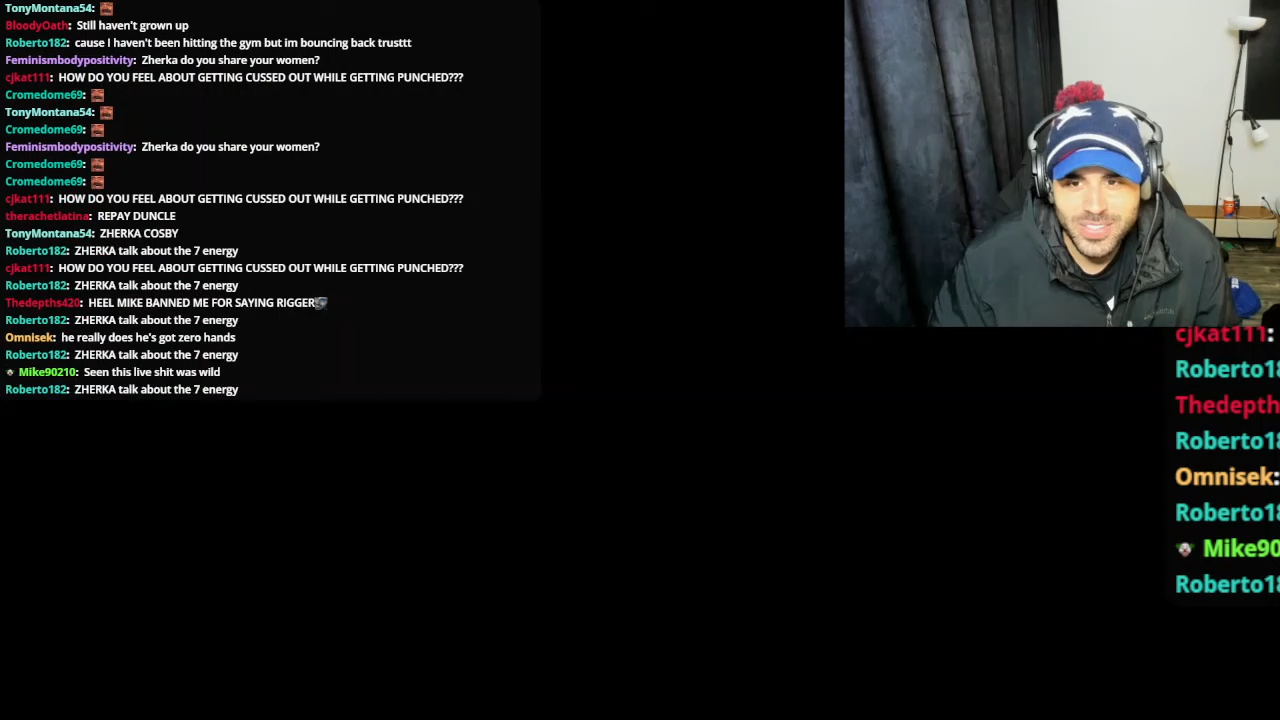 TonyMontana54:
BloodyOath: Still haven't grown up
Roberto182: cause I haven't been hitting the gym but im bouncing back trusttt
Feminismbodypositivity: Zherka do you share your women?
cjkat111: HOW DO YOU FEEL ABOUT GETTING CUSSED OUT WHILE GETTING PUNCHED???
Cromedome69:
TonyMontana54:
Cromedome69:
Feminismbodypositivity: Zherka do you share your women?
Cromedome69:
Cromedome69:
cjkat111: HOW DO YOU FEEL ABOUT GETTING CUSSED OUT WHILE GETTING PUNCHED???
therachetlatina: REPAY DUNCLE
TonyMontana54: ZHERKA COSBY
Roberto182: ZHERKA talk about the 7 energy
cjkat111: HOW DO YOU FEEL ABOUT GETTING CUSSED OUT WHILE GETTING PUNCHED???
Roberto182: ZHERKA talk about the 7 energy
Thedepths420: HEEL MIKE BANNED ME FOR SAYING RIGGER
Roberto182: ZHERKA talk about the 7 energy
Omnisek: he really does he's got zero hands
Roberto182: ZHERKA talk about the 7 energy
Mike90210: Seen this live shit was wild
Roberto182: ZHERKA talk about the 7 energy
cjkat111:
Roberto18
Thedepth
Roberto18
Omnisek:
Roberto18
Mike90
Roberto18